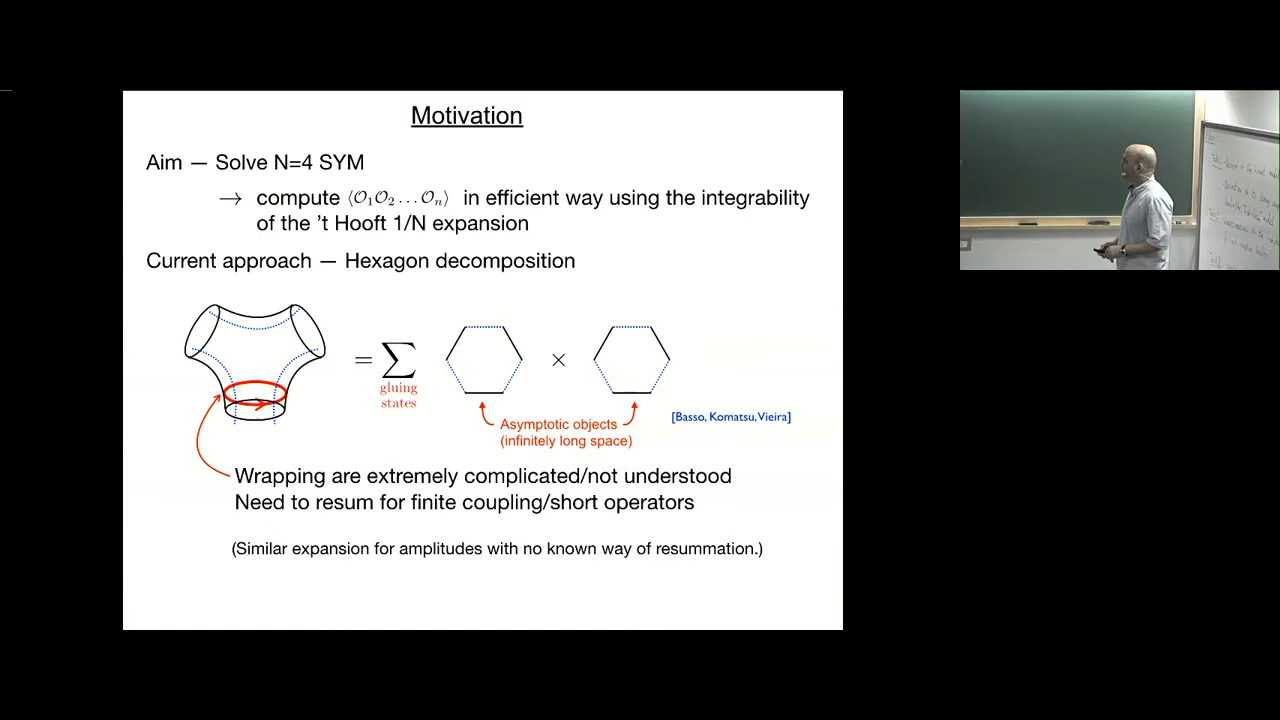 Motivation
Aim — Solve N=4 SYM
→ compute ⟨O₁O₂ … Oₙ⟩ in efficient way using the integrability
of the 't Hooft 1/N expansion
Current approach — Hexagon decomposition
= ∑ ×
gluing
states
Asymptotic objects
(infinitely long space)
[Basso, Komatsu, Vieira]
Wrapping are extremely complicated/not understood
Need to resum for finite coupling/short operators
(Similar expansion for amplitudes with no known way of resummation.)